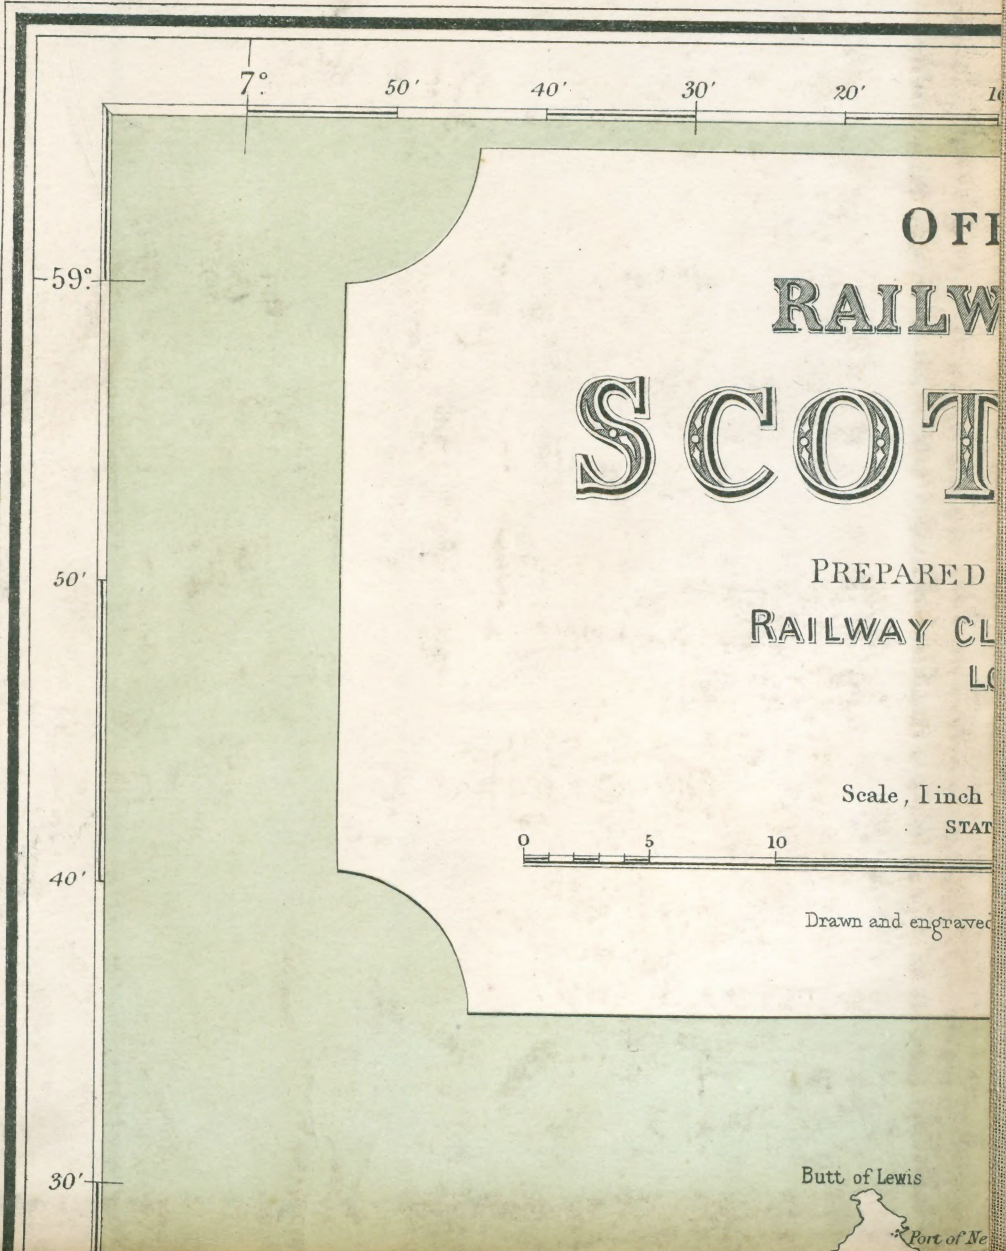 7° 50′ 40′ 30′ 20′
OF
59°
RAILW
SCOT
50′
PREPARED
RAILWAY CL
LO
Scale, 1 inch
STAT
0 5 10
40′
Drawn and engraved
30′
Butt of Lewis
Port of Ne